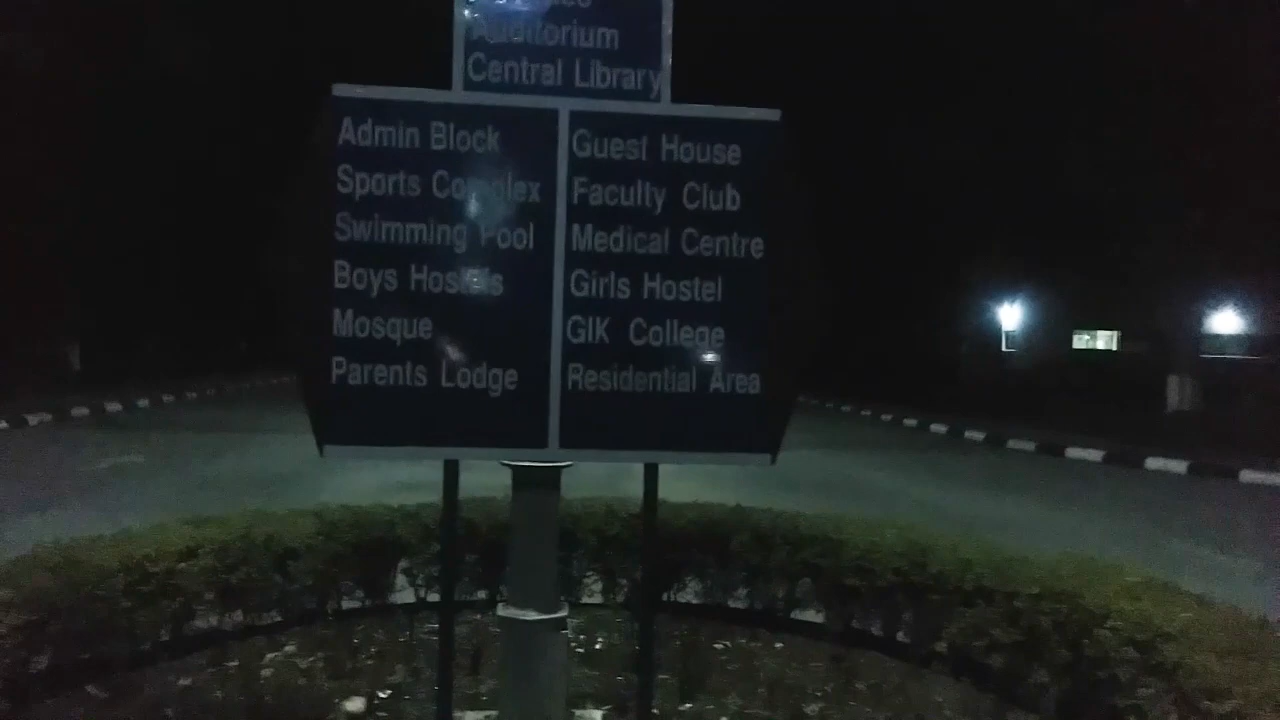 Auditorium
Central Library
Admin Block
Sports Complex
Swimming Pool
Boys Hostels
Mosque
Parents Lodge
Guest House
Faculty Club
Medical Centre
Girls Hostel
GIK College
Residential Area